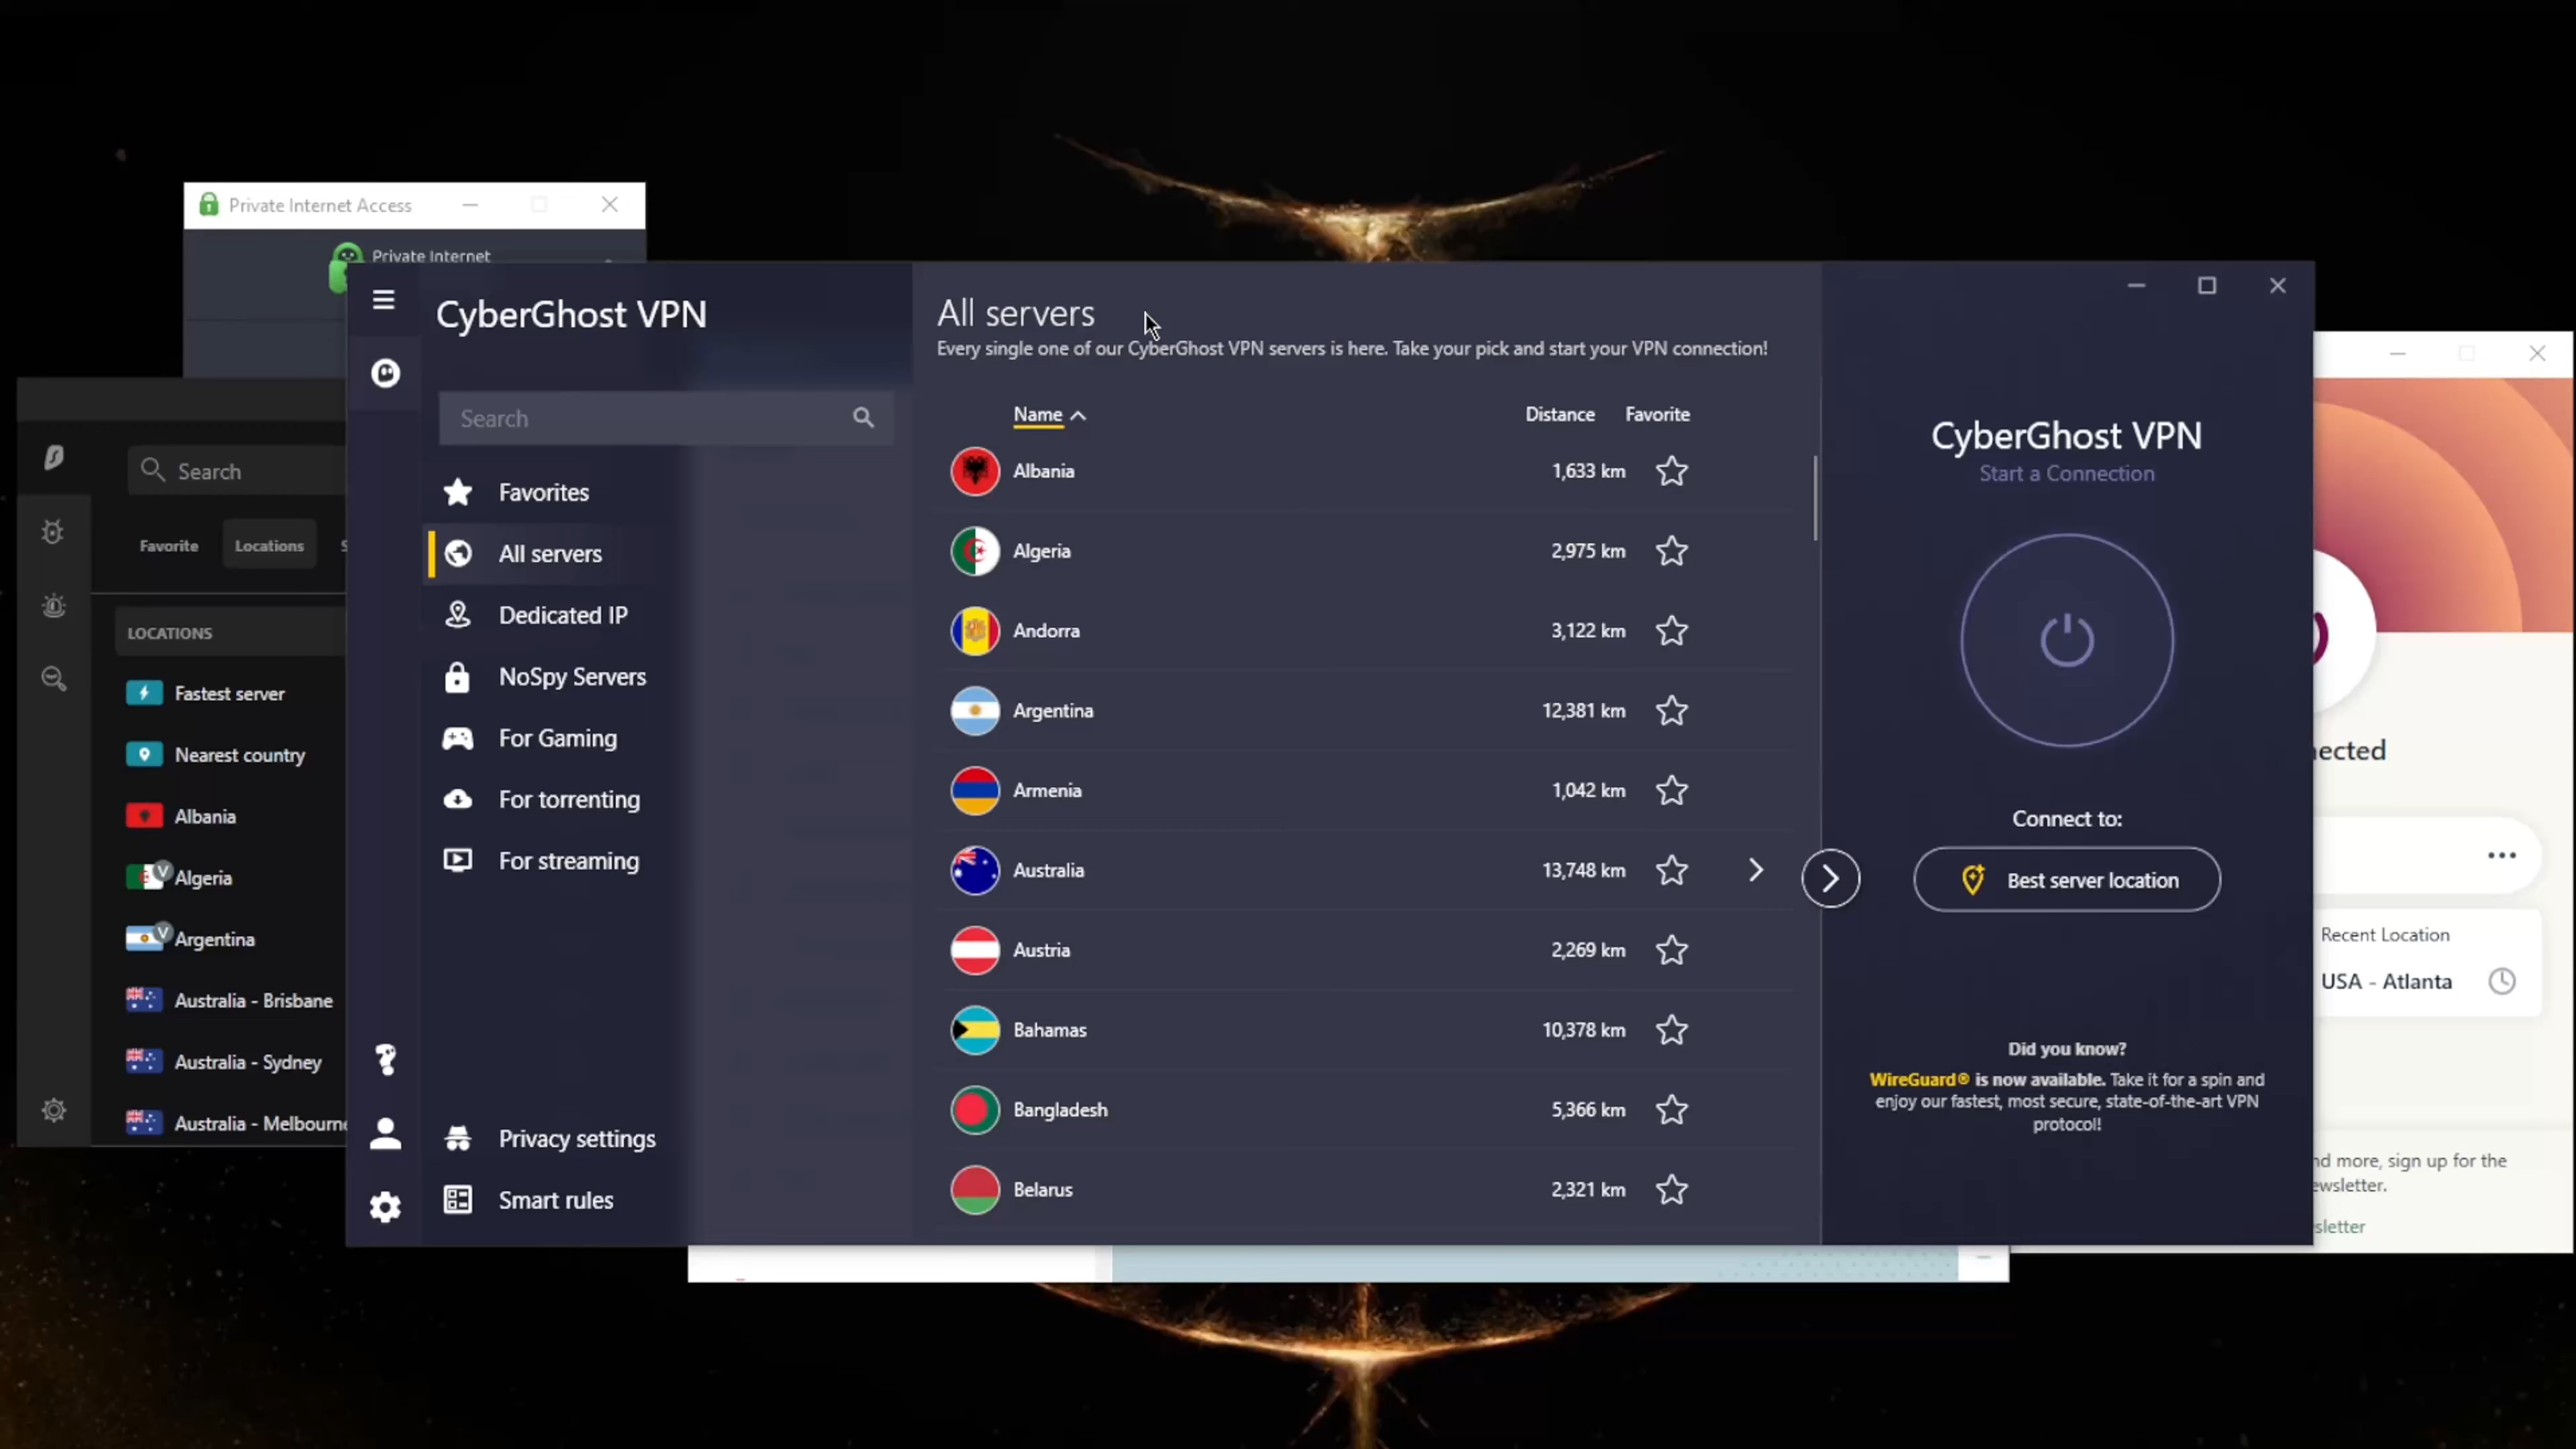 Private Internet Access
Private Internet
CyberGhost VPN
Search
Favorites
All servers
Dedicated IP
NoSpy Servers
For Gaming
For torrenting
For streaming
Privacy settings
Smart rules
All servers
Every single one of our CyberGhost VPN servers is here. Take your pick and start your VPN connection!
Name Distance Favorite
Albania 1,633 km
Algeria 2,975 km
Andorra 3,122 km
Argentina 12,381 km
Armenia 1,042 km
Australia 13,748 km
Austria 2,269 km
Bahamas 10,378 km
Bangladesh 5,366 km
Belarus 2,321 km
CyberGhost VPN
Start a Connection
Connect to:
Best server location
Did you know?
WireGuard® is now available. Take it for a spin and
enjoy our fastest, most secure, state-of-the-art VPN
protocol!
Search
Favorite Locations S
LOCATIONS
Fastest server
Nearest country
Albania
V Algeria
V Argentina
Australia - Brisbane
Australia - Sydney
Australia - Melbourne
nected
Recent Location
USA - Atlanta
nd more, sign up for the
ewsletter.
sletter